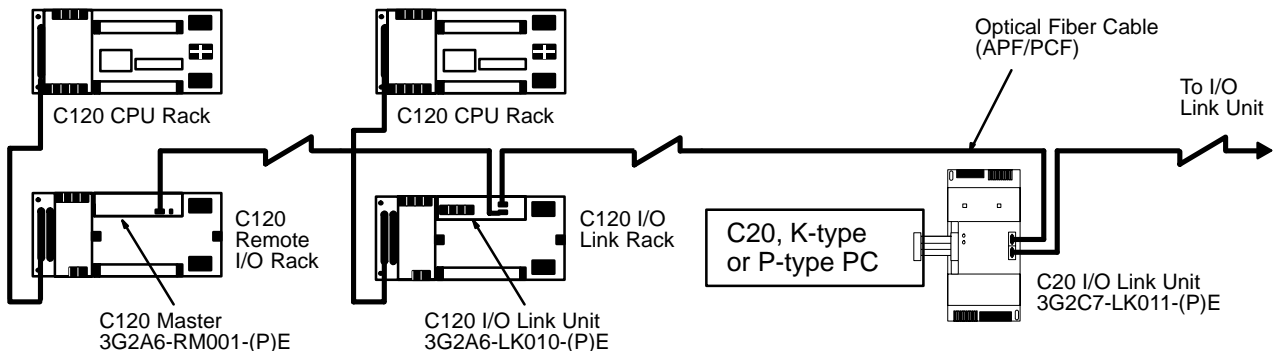 Optical Fiber Cable
(APF/PCF)
To I/O
Link Unit
C120 CPU Rack
C120 CPU Rack
C120
Remote
I/O Rack
C120 I/O
Link Rack
C20, K-type
or P-type PC
C20 I/O Link Unit
3G2C7-LK011-(P)E
C120 Master
3G2A6-RM001-(P)E
C120 I/O Link Unit
3G2A6-LK010-(P)E